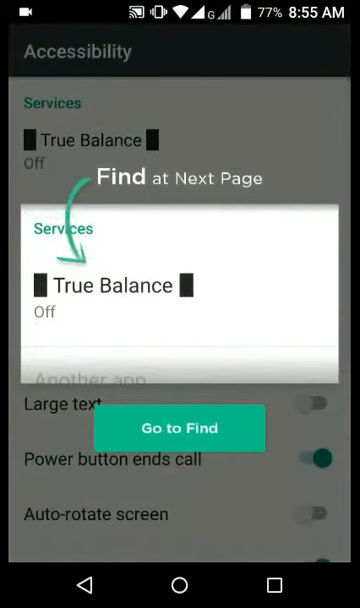 G 77% 8:55 AM
Accessibility
Services
True Balance
Off
Find at Next Page
Services
True Balance
Off
Another app
Large text
Go to Find
Power button ends call
Auto-rotate screen